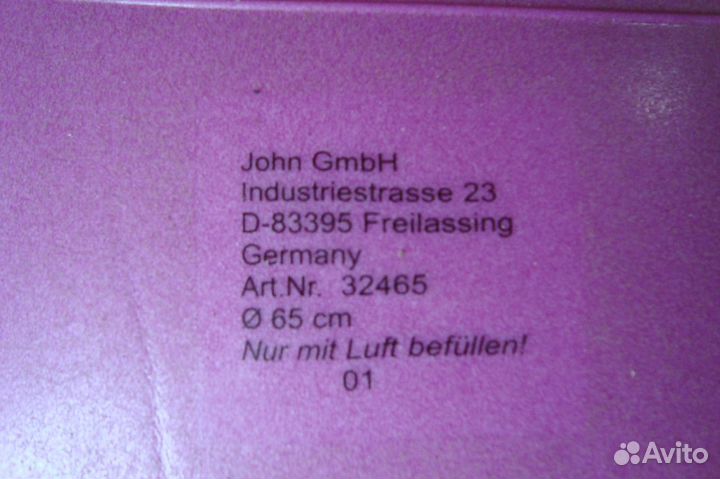 John GmbH
Industriestrasse 23
D-83395 Freilassing
Germany
Art.Nr. 32465
Ø 65 cm
Nur mit Luft befüllen!
01
Avito